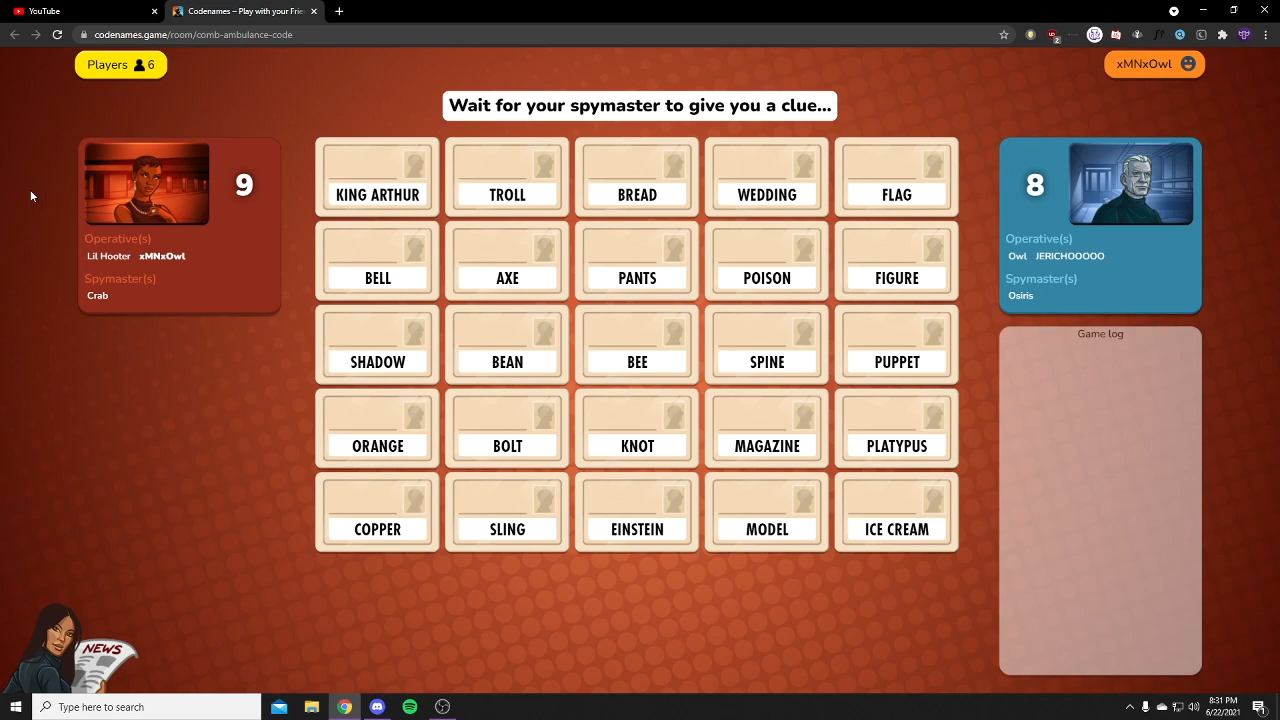 YouTube
Codenames – Play with your Frie
codenames.game/room/comb-ambulance-code
Players 6
xMNxOwl
Wait for your spymaster to give you a clue...
9
Operative(s)
Lil Hooter xMNxOwl
Spymaster(s)
Crab
KING ARTHUR TROLL BREAD WEDDING FLAG
BELL AXE PANTS POISON FIGURE
SHADOW BEAN BEE SPINE PUPPET
ORANGE BOLT KNOT MAGAZINE PLATYPUS
COPPER SLING EINSTEIN MODEL ICE CREAM
8
Operative(s)
Owl JERICHOOOOO
Spymaster(s)
Osiris
Game log
NEWS
Type here to search
8:31 PM
6/22/2021